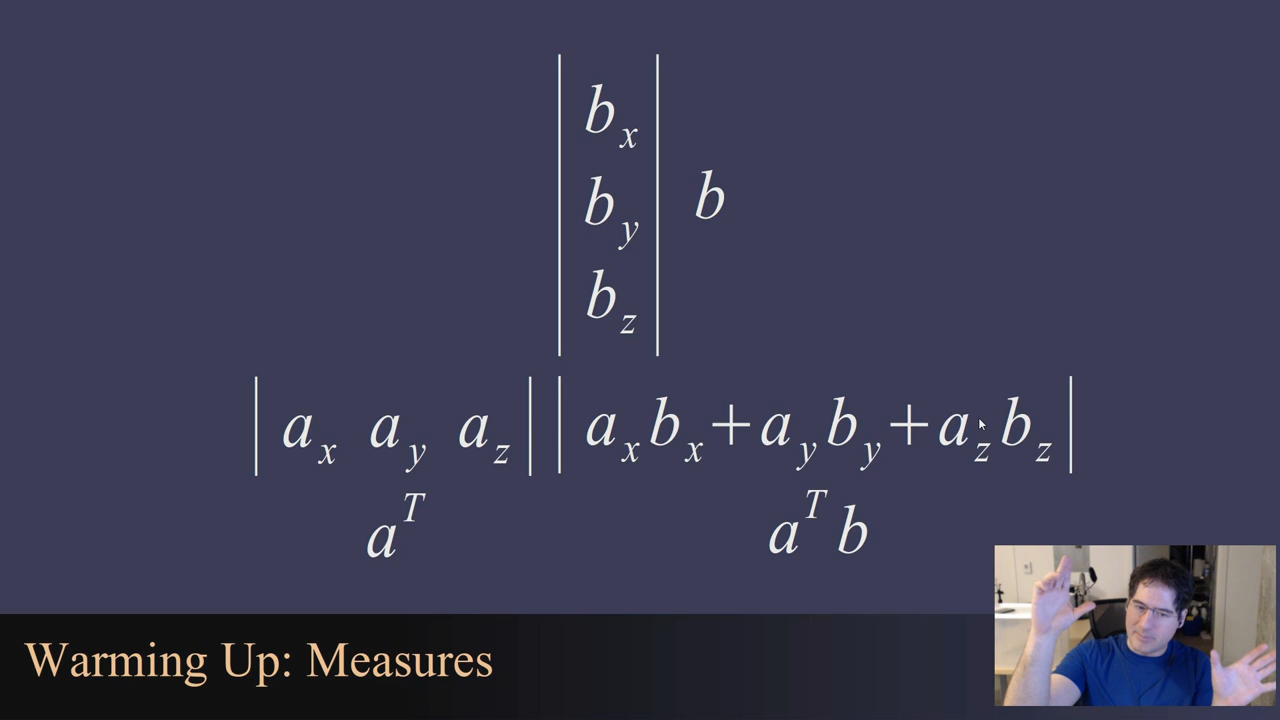 b_x
b_y b
b_z
a_x a_y a_z a_x b_x + a_y b_y + a_z b_z
a^T a^T b
Warming Up: Measures